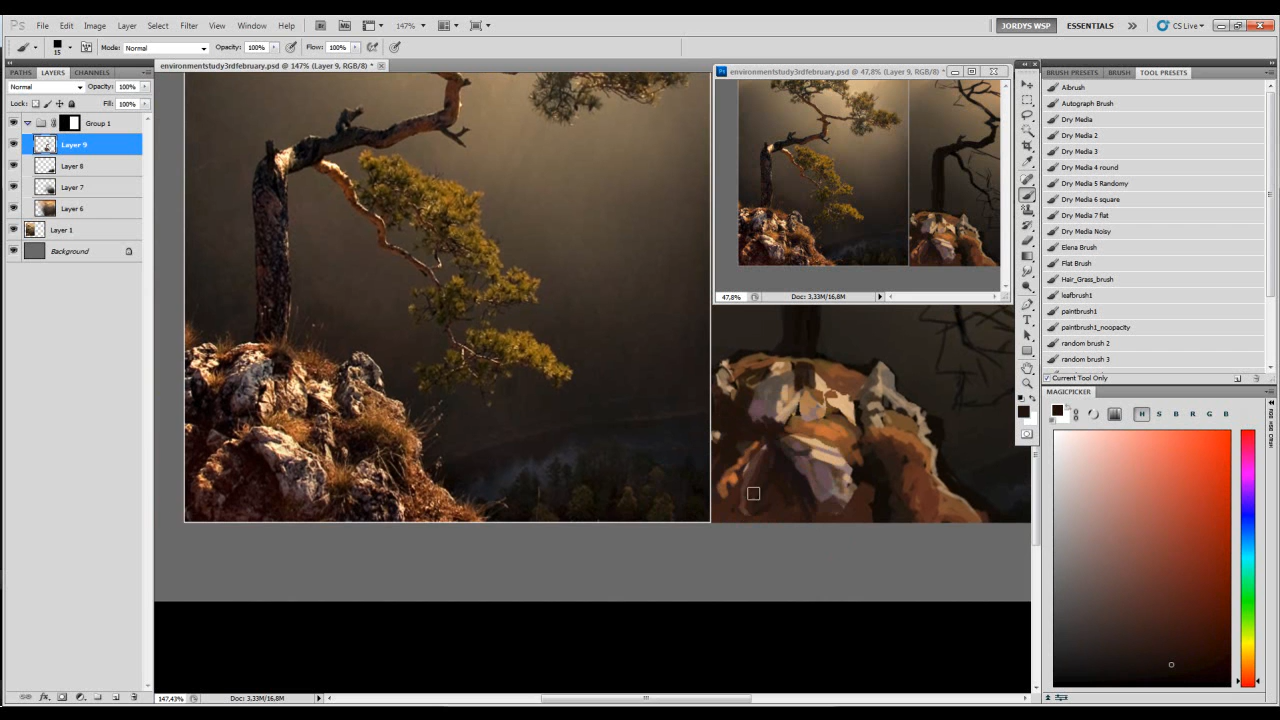 Ps File Edit Image Layer Select Filter Analysis View Window Help Br Mb 147% JORDYS WSP ESSENTIALS CS Live
15 Mode: Normal Opacity: 100% Flow: 100%
environmentstudy3rdfebruary.psd @ 147% (Layer 9, RGB/8) *
environmentstudy3rdfebruary.psd @ 47,8% (Layer 9, RGB/8) *
PATHS LAYERS CHANNELS
Normal Opacity: 100%
Lock: Fill: 100%
Group 1
Layer 9
Layer 8
Layer 7
Layer 6
Layer 1
Background
47,8% Doc: 3,33M/16,8M
147,43% Doc: 3,33M/16,8M
BRUSH PRESETS BRUSH TOOL PRESETS
Albrush
Autograph Brush
Dry Media
Dry Media 2
Dry Media 3
Dry Media 4 round
Dry Media 5 Randomy
Dry Media 6 square
Dry Media 7 flat
Dry Media Noisy
Elena Brush
Flat Brush
Hair_Grass_brush
leafbrush1
paintbrush1
paintbrush1_noopacity
random brush 2
random brush 3
Current Tool Only
MAGICPICKER
H S B R G B